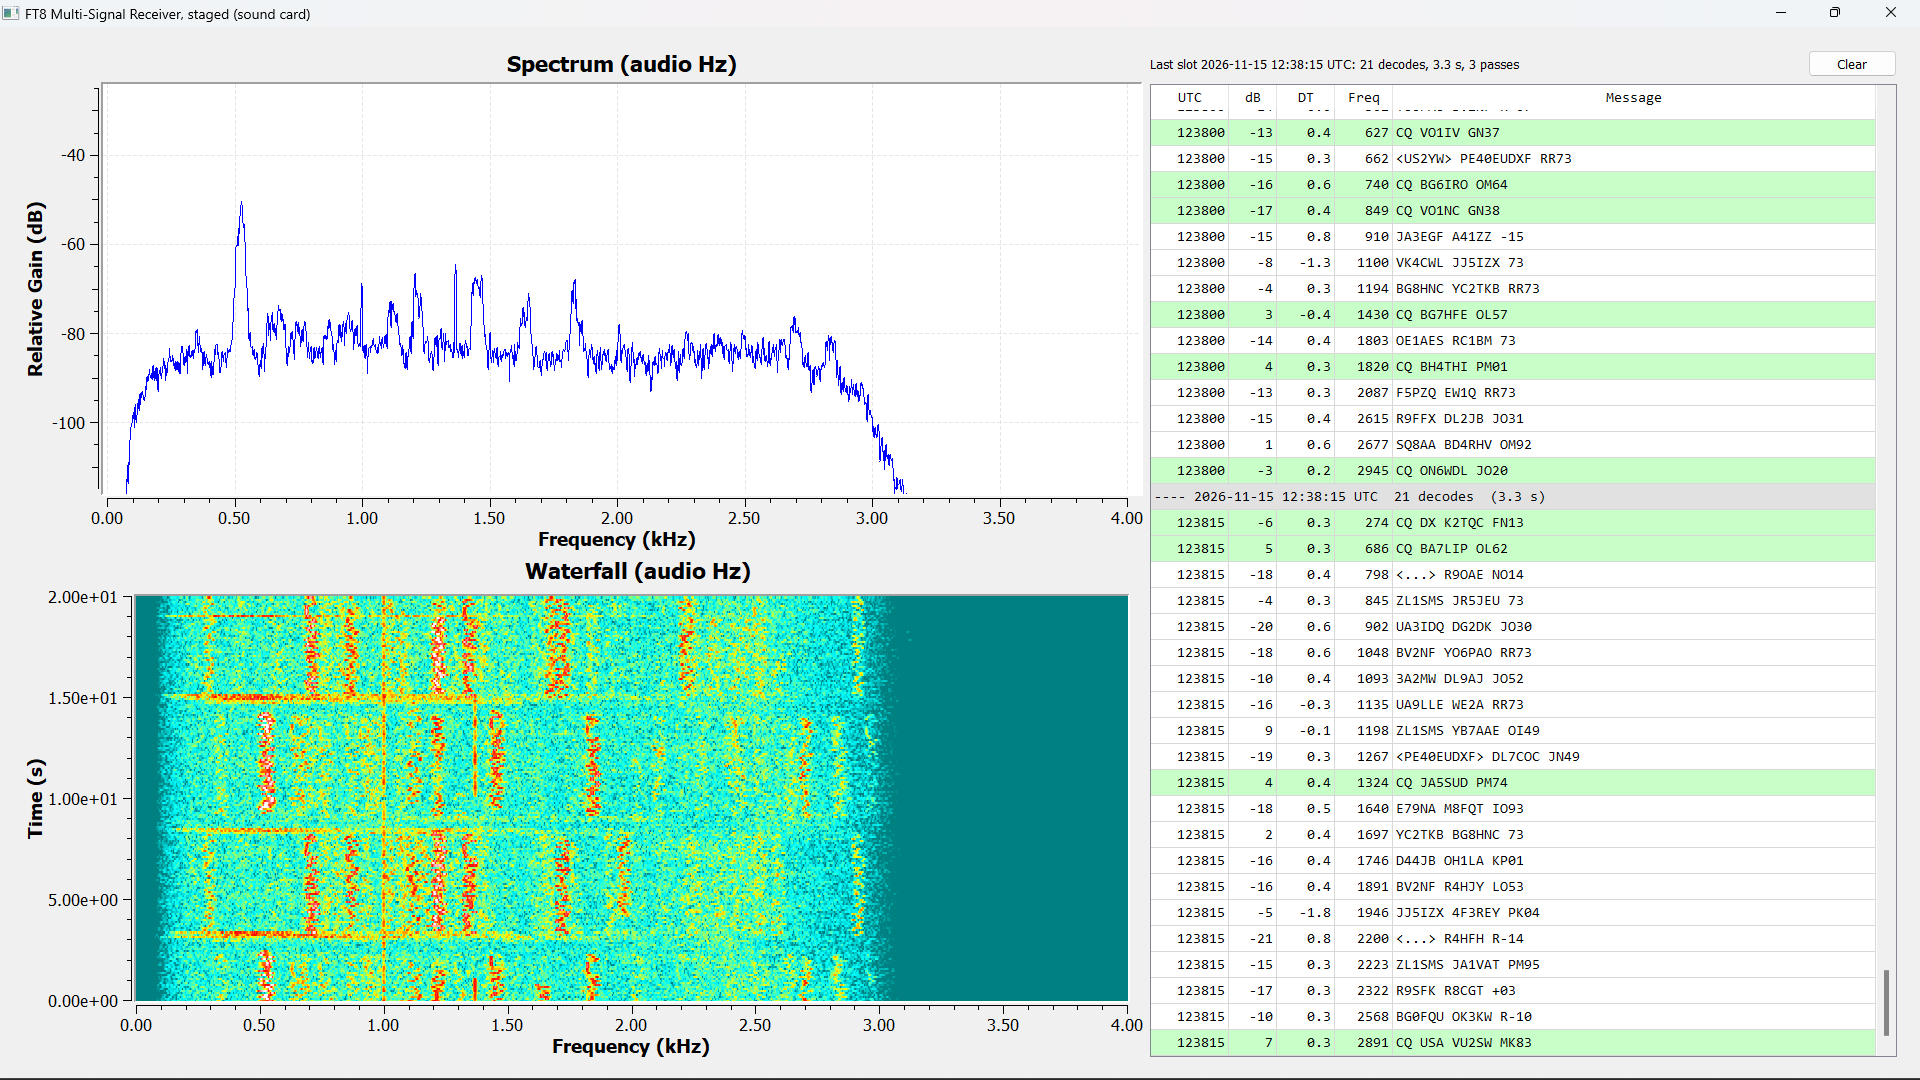 FT8 Multi-Signal Receiver, staged (sound card)
Spectrum (audio Hz)
Relative Gain (dB)
-40
-60
-80
-100
0.00 0.50 1.00 1.50 2.00 2.50 3.00 3.50 4.00
Frequency (kHz)
Waterfall (audio Hz)
Time (s)
2.00e+01
1.50e+01
1.00e+01
5.00e+00
0.00e+00
0.00 0.50 1.00 1.50 2.00 2.50 3.00 3.50 4.00
Frequency (kHz)
Last slot 2026-11-15 12:38:15 UTC: 21 decodes, 3.3 s, 3 passes
Clear
UTC dB DT Freq Message
123800 -13 0.4 627 CQ VO1IV GN37
123800 -15 0.3 662 <US2YW> PE40EUDXF RR73
123800 -16 0.6 740 CQ BG6IRO OM64
123800 -17 0.4 849 CQ VO1NC GN38
123800 -15 0.8 910 JA3EGF A41ZZ -15
123800 -8 -1.3 1100 VK4CWL JJ5IZX 73
123800 -4 0.3 1194 BG8HNC YC2TKB RR73
123800 3 -0.4 1430 CQ BG7HFE OL57
123800 -14 0.4 1803 OE1AES RC1BM 73
123800 4 0.3 1820 CQ BH4THI PM01
123800 -13 0.3 2087 F5PZQ EW1Q RR73
123800 -15 0.4 2615 R9FFX DL2JB JO31
123800 1 0.6 2677 SQ8AA BD4RHV OM92
123800 -3 0.2 2945 CQ ON6WDL JO20
---- 2026-11-15 12:38:15 UTC 21 decodes (3.3 s)
123815 -6 0.3 274 CQ DX K2TQC FN13
123815 5 0.3 686 CQ BA7LIP OL62
123815 -18 0.4 798 <...> R9OAE NO14
123815 -4 0.3 845 ZL1SMS JR5JEU 73
123815 -20 0.6 902 UA3IDQ DG2DK JO30
123815 -18 0.6 1048 BV2NF YO6PAO RR73
123815 -10 0.4 1093 3A2MW DL9AJ JO52
123815 -16 -0.3 1135 UA9LLE WE2A RR73
123815 9 -0.1 1198 ZL1SMS YB7AAE OI49
123815 -19 0.3 1267 <PE40EUDXF> DL7COC JN49
123815 4 0.4 1324 CQ JA5SUD PM74
123815 -18 0.5 1640 E79NA M8FQT IO93
123815 2 0.4 1697 YC2TKB BG8HNC 73
123815 -16 0.4 1746 D44JB OH1LA KP01
123815 -16 0.4 1891 BV2NF R4HJY LO53
123815 -5 -1.8 1946 JJ5IZX 4F3REY PK04
123815 -21 0.8 2200 <...> R4HFH R-14
123815 -15 0.3 2223 ZL1SMS JA1VAT PM95
123815 -17 0.3 2322 R9SFK R8CGT +03
123815 -10 0.3 2568 BG0FQU OK3KW R-10
123815 7 0.3 2891 CQ USA VU2SW MK83